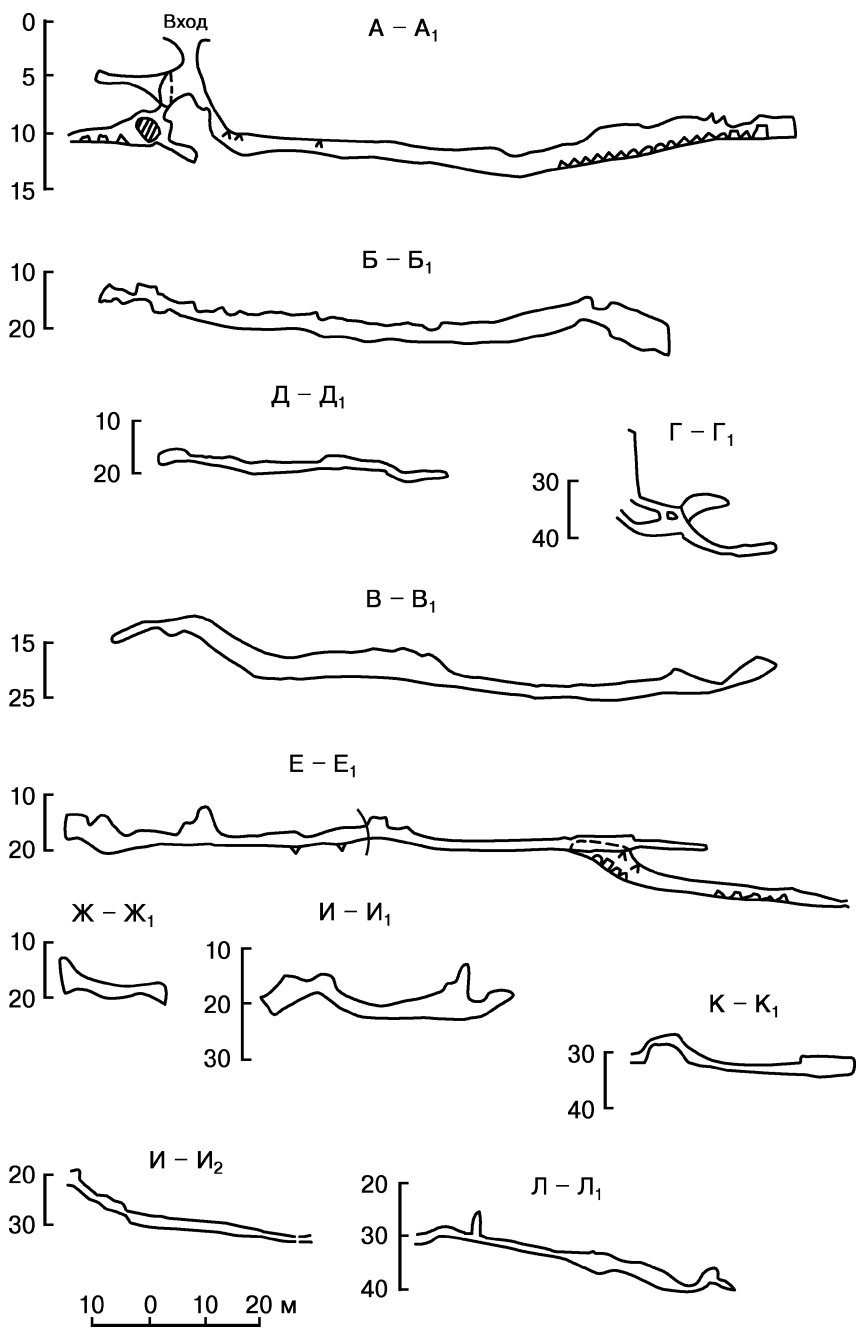 Вход
А – А₁
0
5
10
15
Б – Б₁
10
20
Д – Д₁
10
20
Г – Г₁
30
40
В – В₁
15
25
Е – Е₁
10
20
Ж – Ж₁
10
20
И – И₁
10
20
30
К – К₁
30
40
И – И₂
20
30
Л – Л₁
20
30
40
10 0 10 20 м